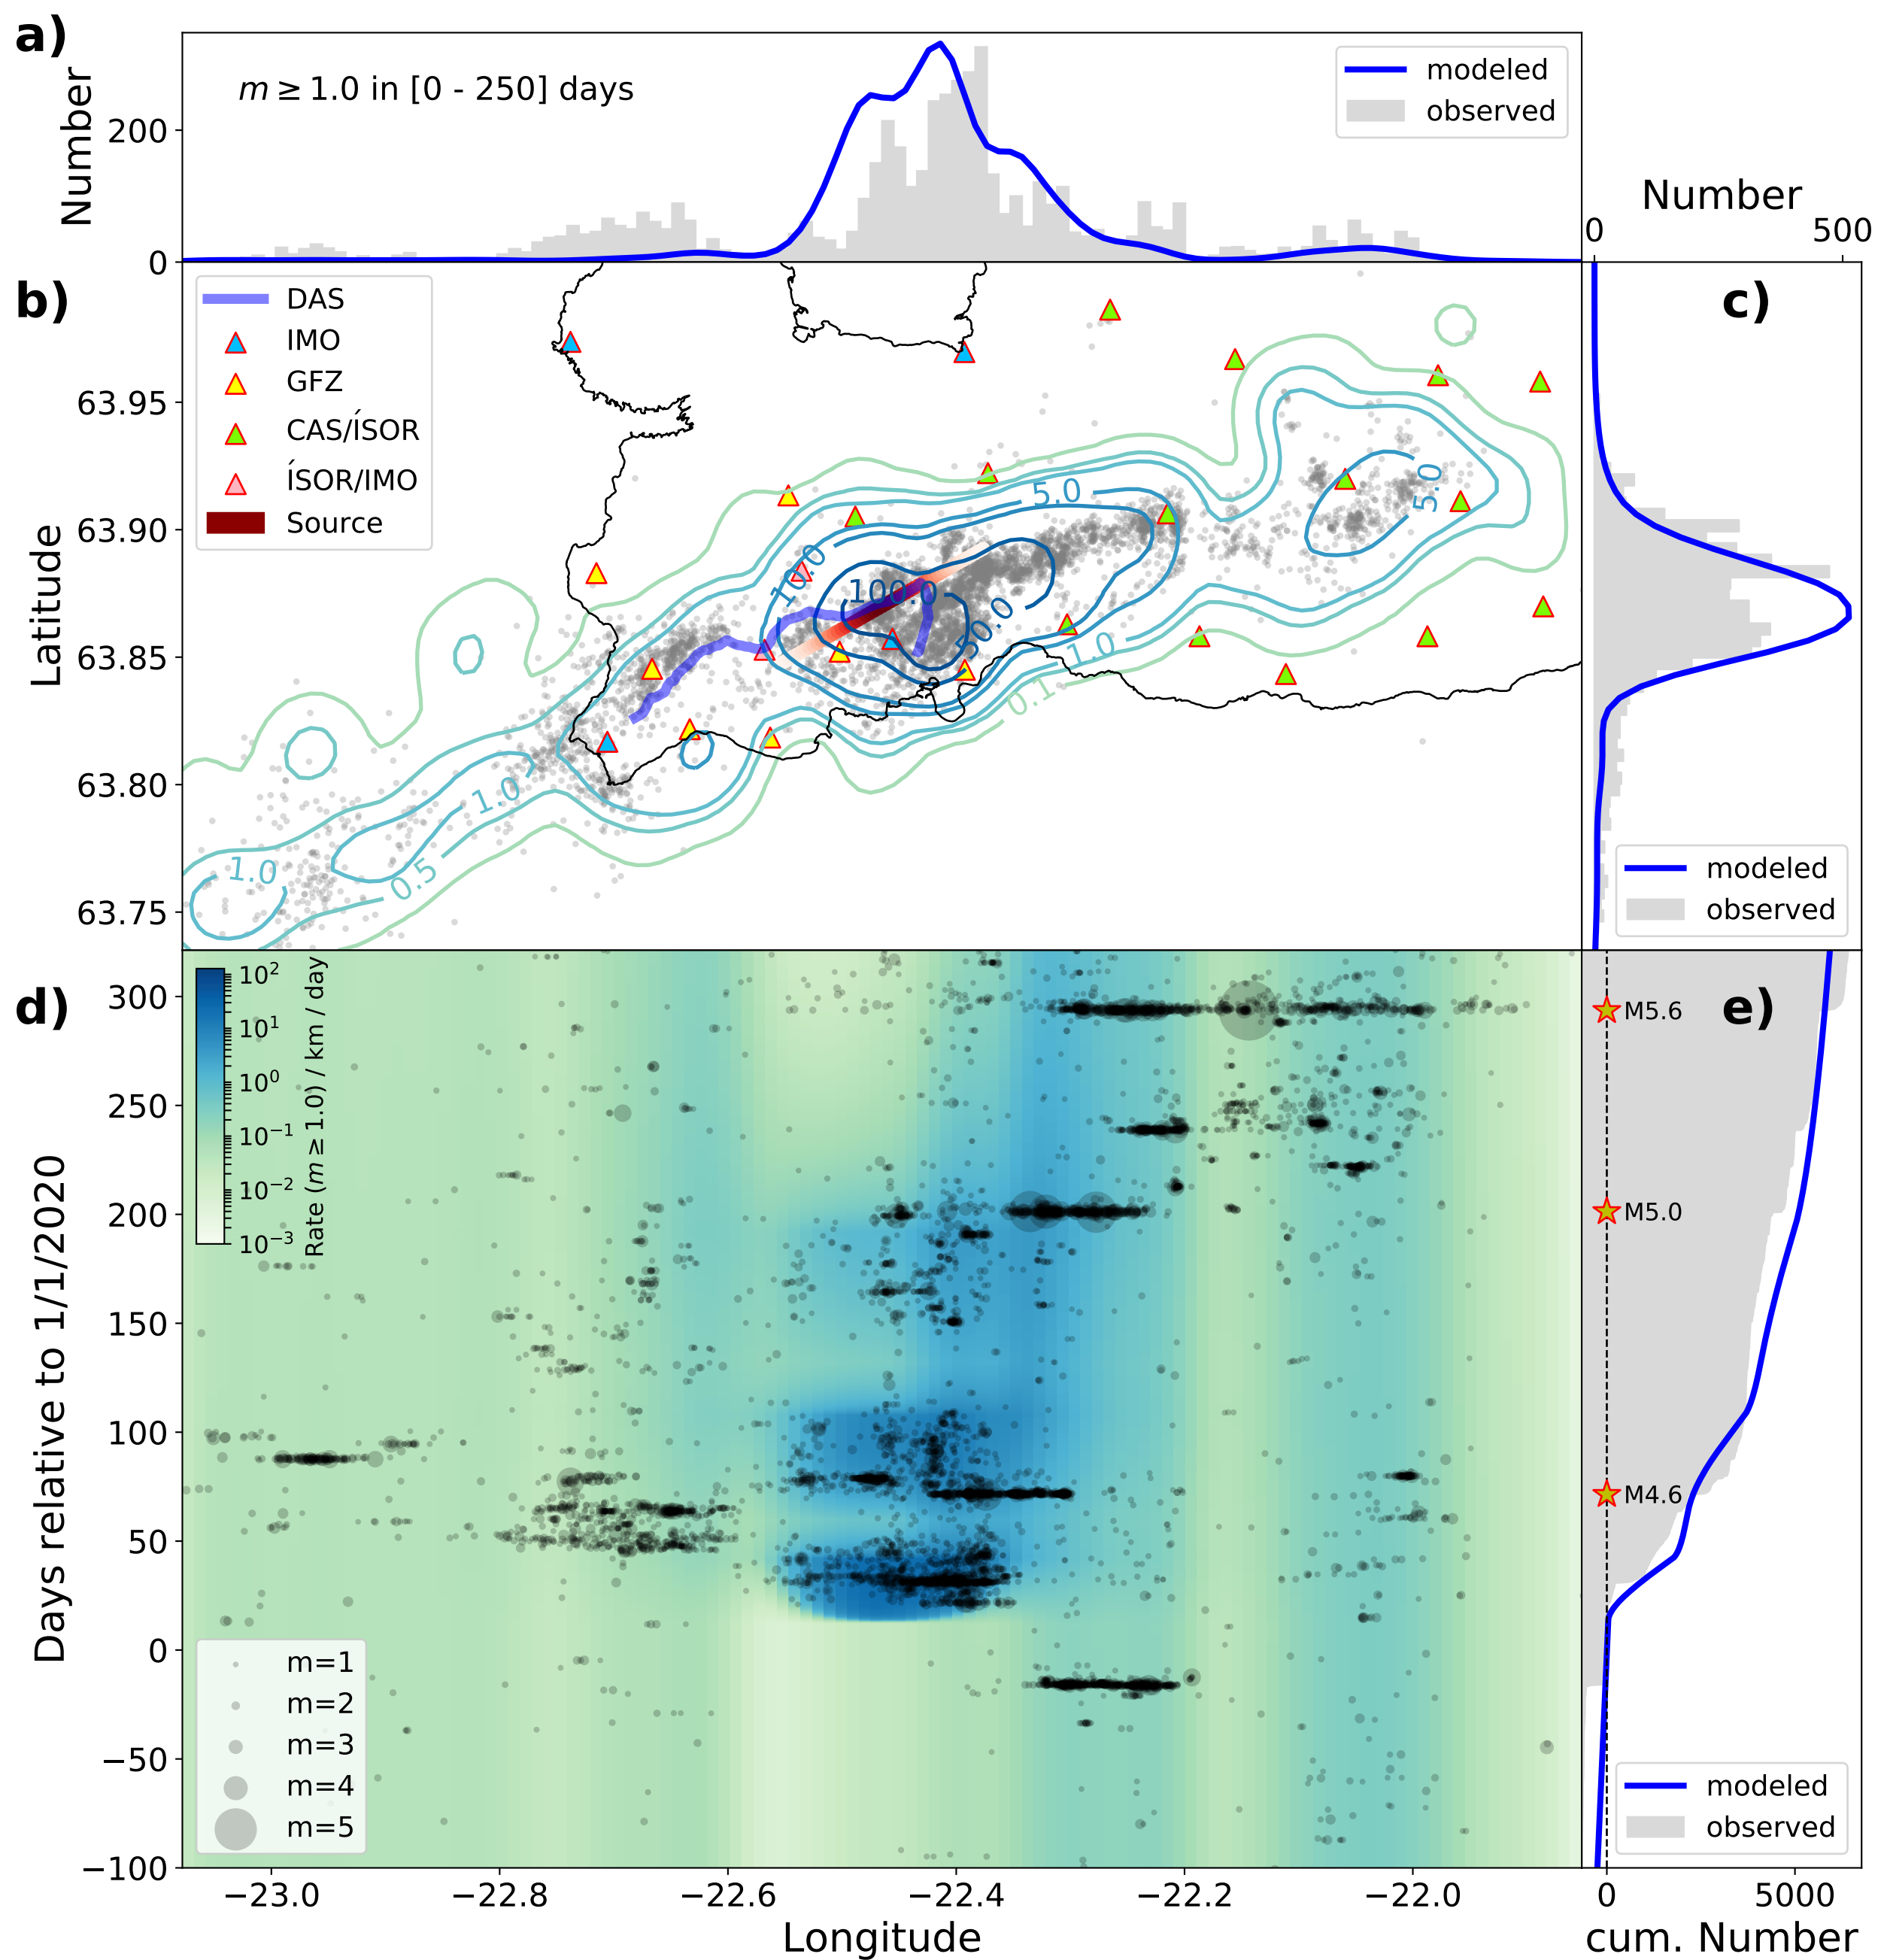 a)
m ≥ 1.0 in [0 - 250] days
modeled
observed
Number
200
0
Number
0
500
b)
DAS
IMO
GFZ
CAS/ÍSOR
ÍSOR/IMO
Source
Latitude
63.95
63.90
63.85
63.80
63.75
5.0
5.0
10.0
100.0
50.0
1.0
0.1
1.0
0.5
1.0
c)
modeled
observed
d)
10²
10¹
10⁰
10⁻¹
10⁻²
10⁻³
Rate (m ≥ 1.0) / km / day
Days relative to 1/1/2020
300
250
200
150
100
50
0
−50
−100
m=1
m=2
m=3
m=4
m=5
−23.0
−22.8
−22.6
−22.4
−22.2
−22.0
Longitude
e)
M5.6
M5.0
M4.6
modeled
observed
0
5000
cum. Number